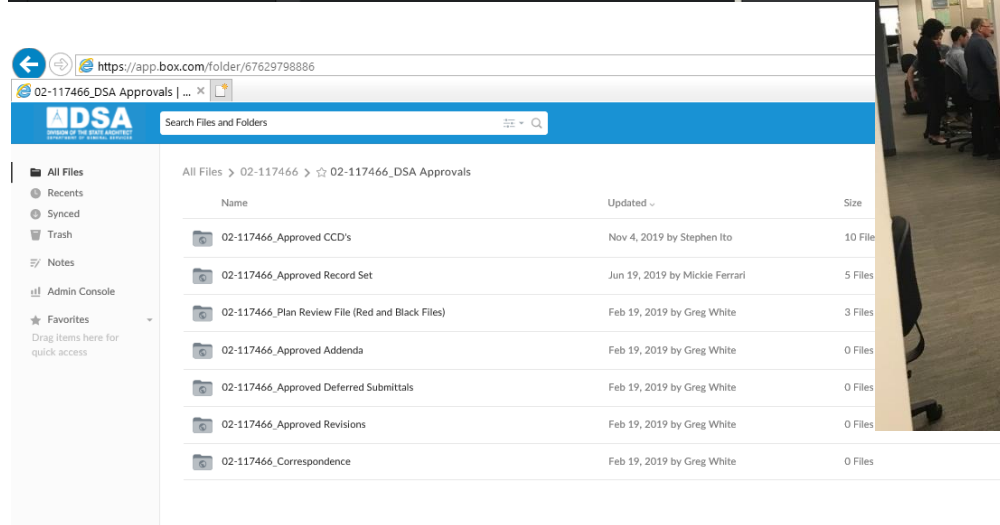 https://app.box.com/folder/67629798886
02-117466_DSA Approvals | ...
DSA
DIVISION OF THE STATE ARCHITECT
DEPARTMENT OF GENERAL SERVICES
Search Files and Folders
All Files
Recents
Synced
Trash
Notes
Admin Console
Favorites
Drag items here for
quick access
All Files > 02-117466 > 02-117466_DSA Approvals
Name Updated Size
02-117466_Approved CCD's Nov 4, 2019 by Stephen Ito 10 File
02-117466_Approved Record Set Jun 19, 2019 by Mickie Ferrari 5 Files
02-117466_Plan Review File (Red and Black Files) Feb 19, 2019 by Greg White 3 Files
02-117466_Approved Addenda Feb 19, 2019 by Greg White 0 Files
02-117466_Approved Deferred Submittals Feb 19, 2019 by Greg White 0 Files
02-117466_Approved Revisions Feb 19, 2019 by Greg White 0 Files
02-117466_Correspondence Feb 19, 2019 by Greg White 0 Files